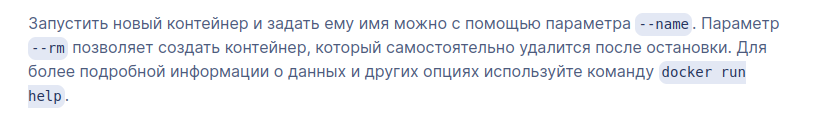 Запустить новый контейнер и задать ему имя можно с помощью параметра --name. Параметр
--rm позволяет создать контейнер, который самостоятельно удалится после остановки. Для
более подробной информации о данных и других опциях используйте команду docker run
help.